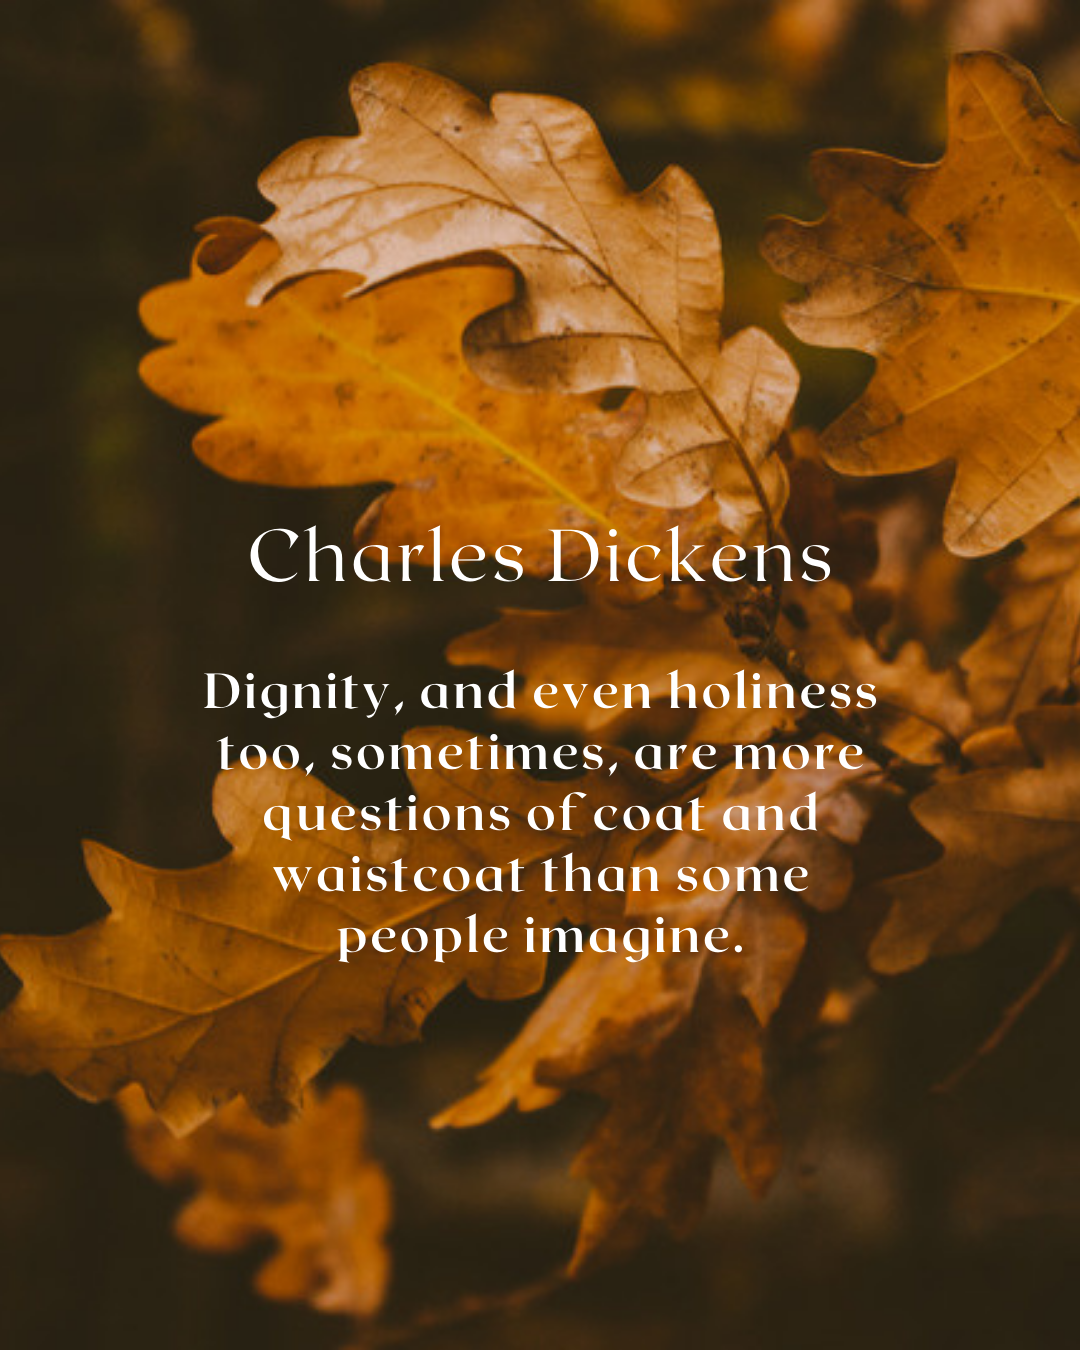 Charles Dickens
Dignity, and even holiness
too, sometimes, are more
questions of coat and
waistcoat than some
people imagine.